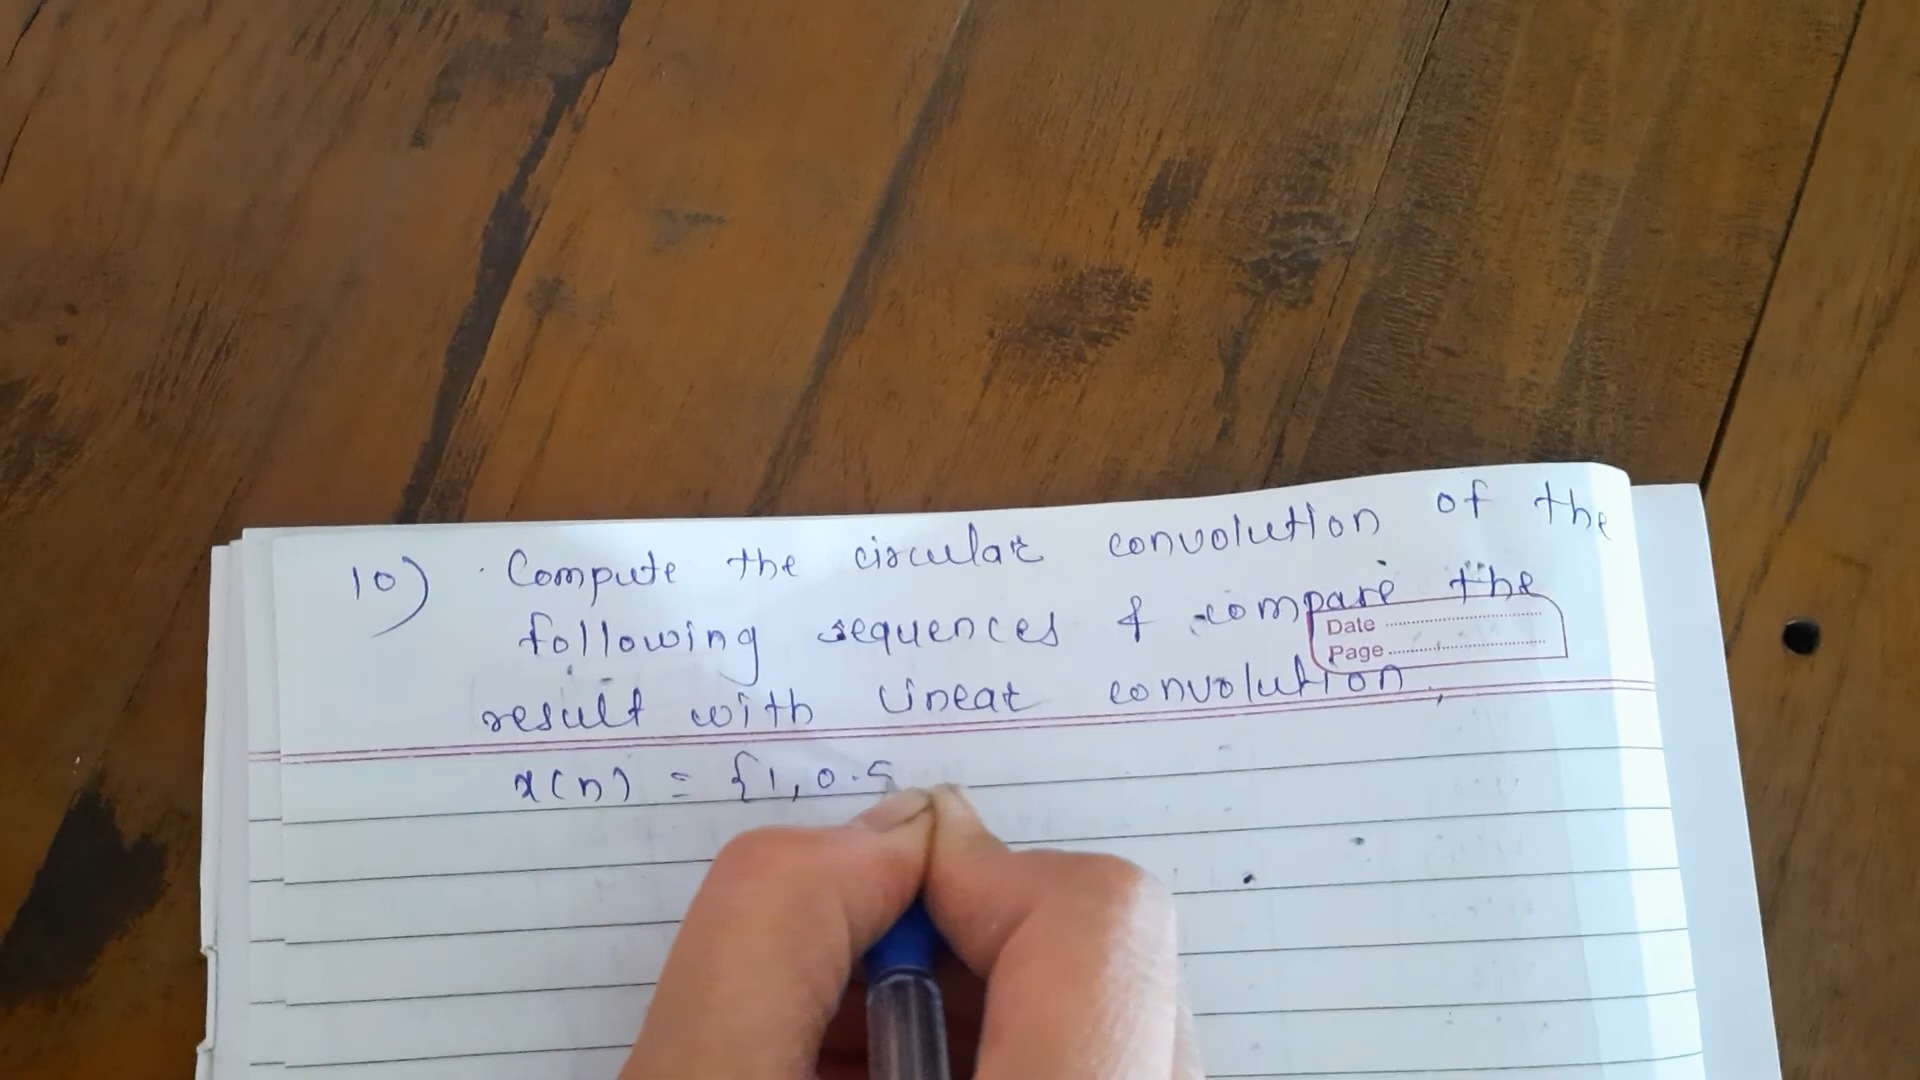 10) Compute the circular convolution of the
following sequences & compare the
Date
Page
result with linear convolution,
x(n) = {1, 0.5